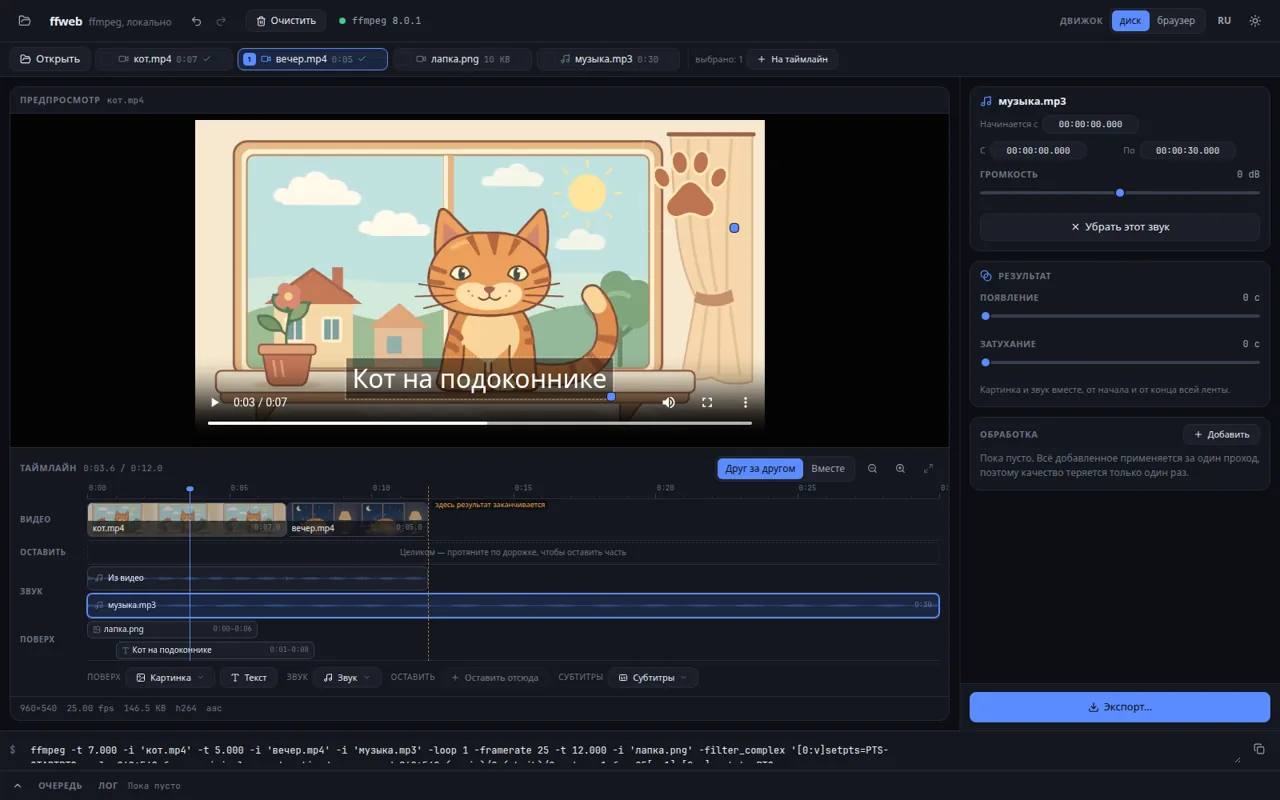 ffweb ffmpeg, локально Очистить ffmpeg 8.0.1 ДВИЖОК диск браузер RU
Открыть кот.mp4 0:07 1 вечер.mp4 0:05 лапка.png 10 KB музыка.mp3 0:30 выбрано: 1 + На таймлайн
ПРЕДПРОСМОТР кот.mp4
Кот на подоконнике
0:03 / 0:07
музыка.mp3
Начинается с 00:00:00.000
С 00:00:00.000 По 00:00:30.000
ГРОМКОСТЬ 0 dB
× Убрать этот звук
РЕЗУЛЬТАТ
ПОЯВЛЕНИЕ 0 с
ЗАТУХАНИЕ 0 с
Картинка и звук вместе, от начала и от конца всей ленты.
ОБРАБОТКА + Добавить
Пока пусто. Всё добавленное применяется за один проход,
поэтому качество теряется только один раз.
ТАЙМЛАЙН 0:03.6 / 0:12.0 Друг за другом Вместе
0:00 0:05 0:10 0:15 0:20 0:25
здесь результат заканчивается
ВИДЕО кот.mp4 0:07.0 вечер.mp4 0:05.0
ОСТАВИТЬ Целиком — протяните по дорожке, чтобы оставить часть
ЗВУК Из видео
музыка.mp3 0:30
ПОВЕРХ лапка.png 0:00–0:06
Кот на подоконнике 0:01–0:08
ПОВЕРХ Картинка Текст ЗВУК Звук ОСТАВИТЬ + Оставить отсюда СУБТИТРЫ Субтитры
960×540 25.00 fps 146.5 KB h264 aac
Экспорт…
$ ffmpeg -t 7.000 -i 'кот.mp4' -t 5.000 -i 'вечер.mp4' -i 'музыка.mp3' -loop 1 -framerate 25 -t 12.000 -i 'лапка.png' -filter_complex '[0:v]setpts=PTS-
ОЧЕРЕДЬ ЛОГ Пока пусто